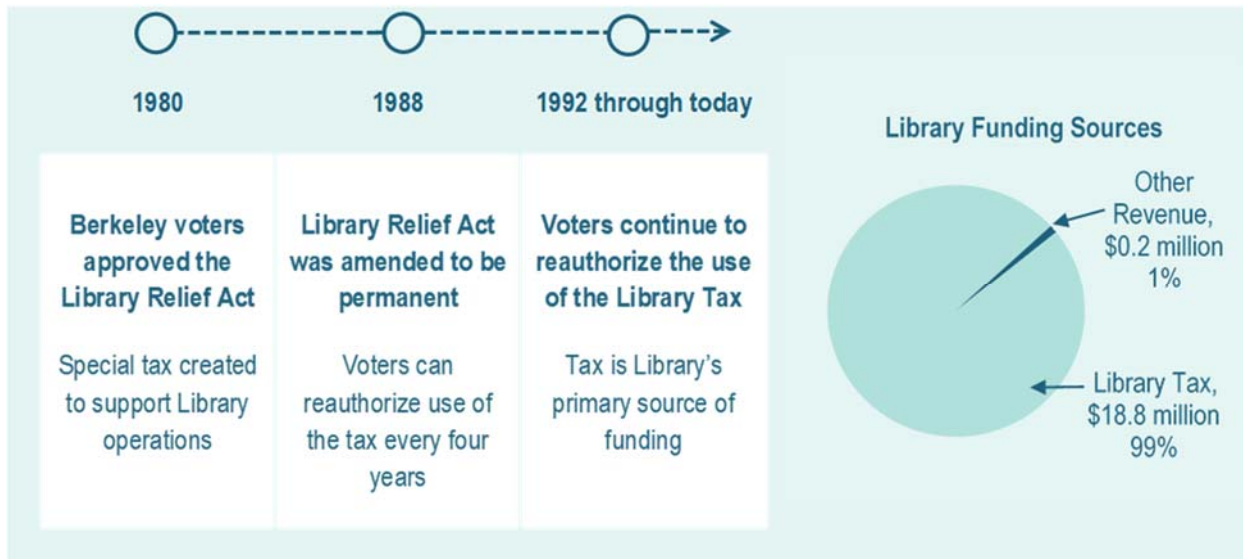 1980
1988
1992 through today
Berkeley voters
approved the
Library Relief Act
Special tax created
to support Library
operations
Library Relief Act
was amended to be
permanent
Voters can
reauthorize use of
the tax every four
years
Voters continue to
reauthorize the use
of the Library Tax
Tax is Library's
primary source of
funding
Library Funding Sources
Other
Revenue,
$0.2 million
1%
Library Tax,
$18.8 million
99%